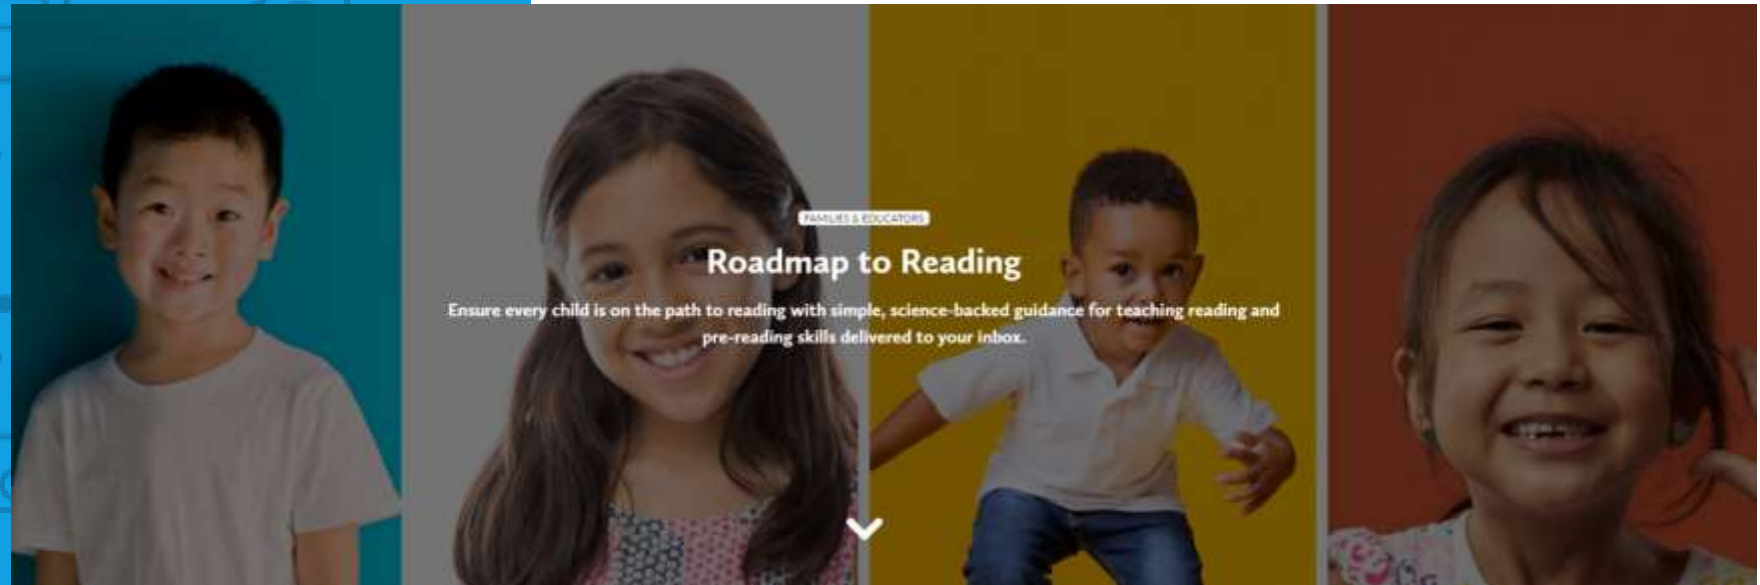 FAMILIES & EDUCATORS
Roadmap to Reading
Ensure every child is on the path to reading with simple, science-backed guidance for teaching reading and
pre-reading skills delivered to your inbox.